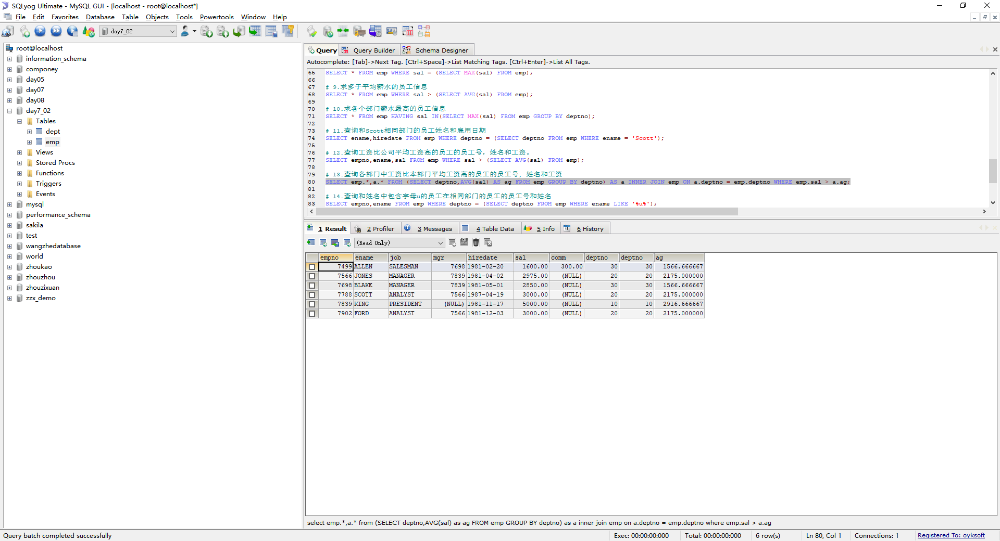 SQLyog Ultimate - MySQL GUI - [localhost - root@localhost*]
File Edit Favorites Database Table Objects Tools Powertools Window Help
day7_02
root@localhost
information_schema
componey
day05
day07
day08
day7_02
Tables
dept
emp
Views
Stored Procs
Functions
Triggers
Events
mysql
performance_schema
sakila
test
wangzhedatabase
world
zhoukao
zhouzhou
zhouzixuan
zzx_demo
Query Query Builder Schema Designer
Autocomplete: [Tab]->Next Tag. [Ctrl+Space]->List Matching Tags. [Ctrl+Enter]->List All Tags.
65 SELECT * FROM emp WHERE sal = (SELECT MAX(sal) FROM emp);
66
67 # 9.求多于平均薪水的员工信息
68 SELECT * FROM emp WHERE sal > (SELECT AVG(sal) FROM emp);
69
70 # 10.求各个部门薪水最高的员工信息
71 SELECT * FROM emp HAVING sal IN(SELECT MAX(sal) FROM emp GROUP BY deptno);
72
73 # 11.查询和Scott相同部门的员工姓名和雇用日期
74 SELECT ename,hiredate FROM emp WHERE deptno = (SELECT deptno FROM emp WHERE ename = 'Scott');
75
76 # 12.查询工资比公司平均工资高的员工的员工号，姓名和工资。
77 SELECT empno,ename,sal FROM emp WHERE sal > (SELECT AVG(sal) FROM emp);
78
79 # 13.查询各部门中工资比本部门平均工资高的员工的员工号, 姓名和工资
80 SELECT emp.*,a.* FROM (SELECT deptno,AVG(sal) AS ag FROM emp GROUP BY deptno) AS a INNER JOIN emp ON a.deptno = emp.deptno WHERE emp.sal > a.ag;
81
82 # 14.查询和姓名中包含字母u的员工在相同部门的员工的员工号和姓名
83 SELECT empno,ename FROM emp WHERE deptno = (SELECT deptno FROM emp WHERE ename LIKE '%u%');
1 Result 2 Profiler 3 Messages 4 Table Data 5 Info 18 6 History
(Read Only)
empno ename job mgr hiredate sal comm deptno deptno ag
7499 ALLEN SALESMAN 7698 1981-02-20 1600.00 300.00 30 30 1566.666667
7566 JONES MANAGER 7839 1981-04-02 2975.00 (NULL) 20 20 2175.000000
7698 BLAKE MANAGER 7839 1981-05-01 2850.00 (NULL) 30 30 1566.666667
7788 SCOTT ANALYST 7566 1987-04-19 3000.00 (NULL) 20 20 2175.000000
7839 KING PRESIDENT (NULL) 1981-11-17 5000.00 (NULL) 10 10 2916.666667
7902 FORD ANALYST 7566 1981-12-03 3000.00 (NULL) 20 20 2175.000000
select emp.*,a.* from (SELECT deptno,AVG(sal) as ag FROM emp GROUP BY deptno) as a inner join emp on a.deptno = emp.deptno where emp.sal > a.ag
Query batch completed successfully
Exec: 00:00:00:000 Total: 00:00:00:000 6 row(s) Ln 80, Col 1 Connections: 1 Registered To: oyksoft